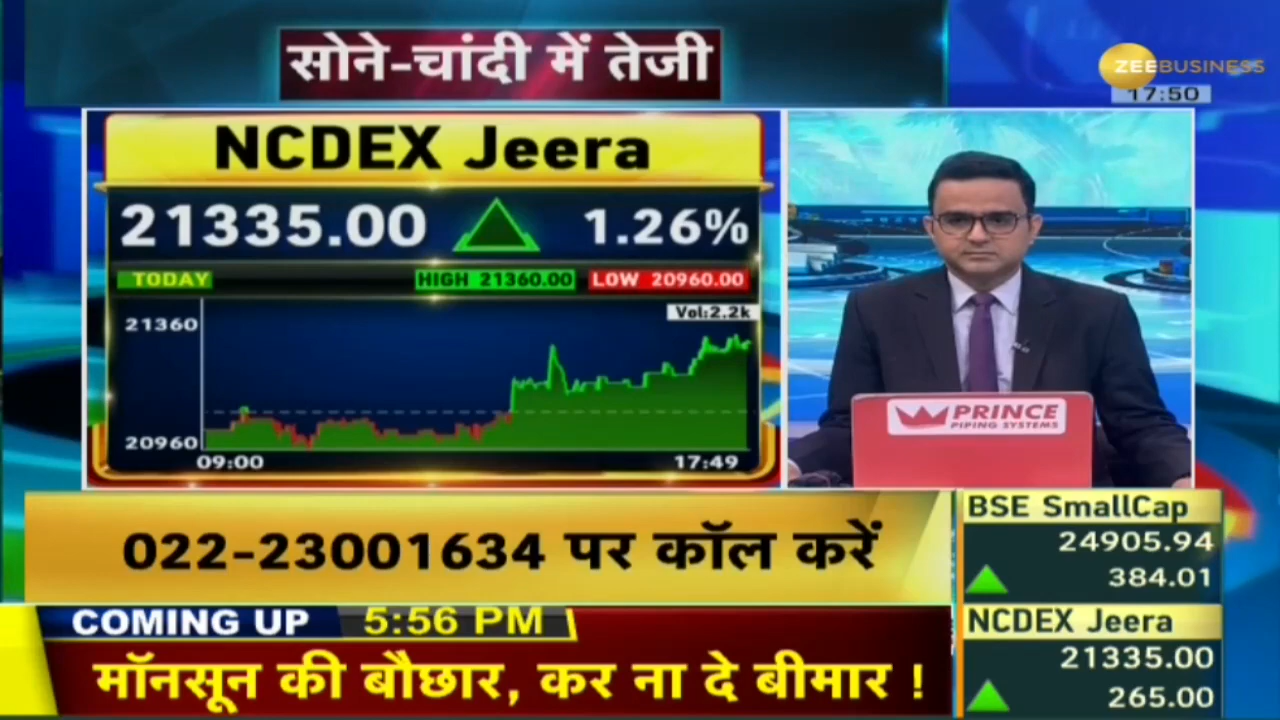 सोने-चांदी में तेजी
ZEEBUSINESS
17:50
NCDEX Jeera
21335.00 1.26%
TODAY HIGH 21360.00 LOW 20960.00
Vol:2.2k
21360
20960
09:00 17:49
PRINCE
PIPING SYSTEMS
022-23001634 पर कॉल करें
BSE SmallCap
24905.94
384.01
COMING UP 5:56 PM
मॉनसून की बौछार, कर ना दे बीमार !
NCDEX Jeera
21335.00
265.00